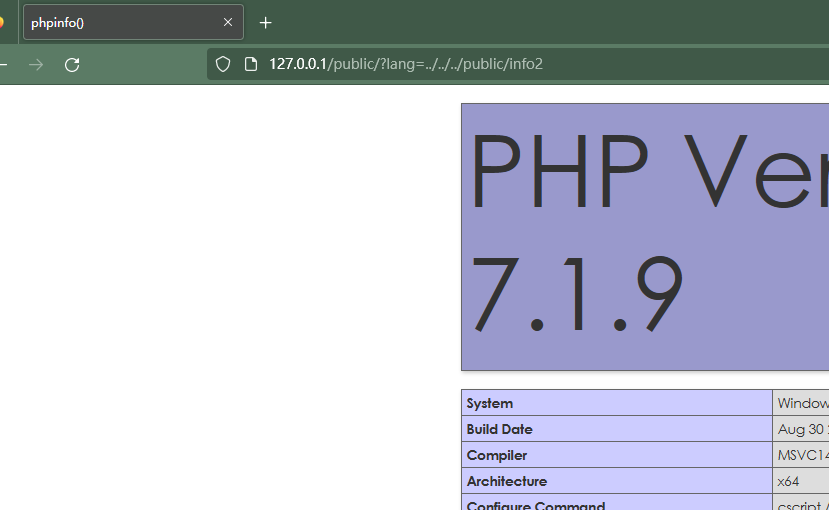 phpinfo()
127.0.0.1/public/?lang=../../../public/info2
PHP Ver
7.1.9
System Window
Build Date Aug 30
Compiler MSVC14
Architecture x64
Configure Command cscript /